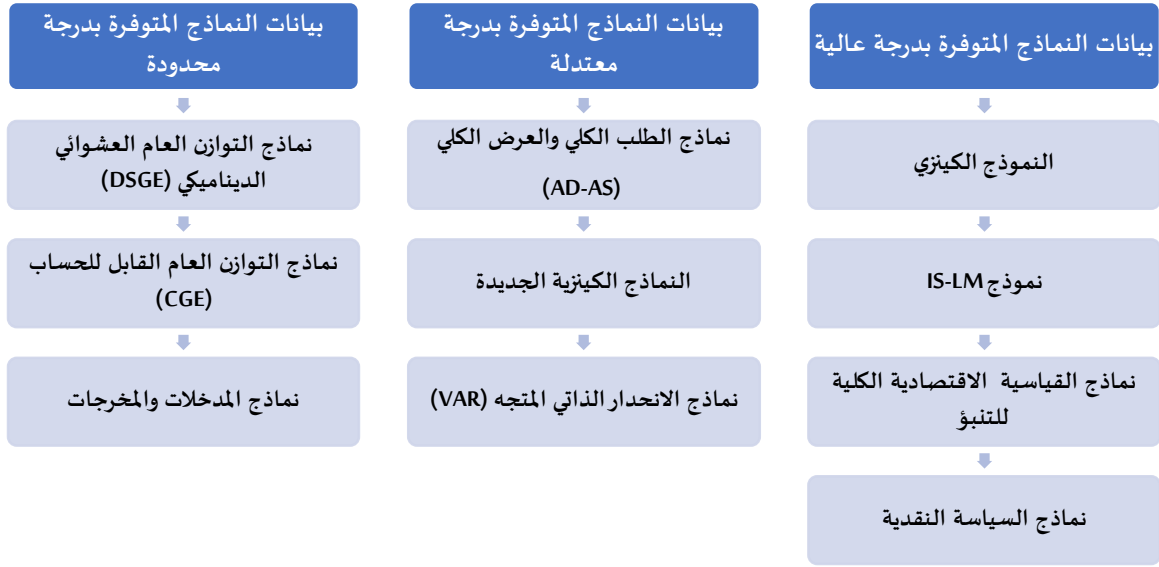 بيانات النماذج المتوفرة بدرجة عالية
النموذج الكينزي
نموذج IS-LM
نماذج القياسية الاقتصادية الكلية
للتنبؤ
نماذج السياسة النقدية
بيانات النماذج المتوفرة بدرجة
معتدلة
نماذج الطلب الكلي والعرض الكلي
(AD-AS)
النماذج الكينزية الجديدة
نماذج الانحدار الذاتي المتجه (VAR)
بيانات النماذج المتوفرة بدرجة
محدودة
نماذج التوازن العام العشوائي
الديناميكي (DSGE)
نماذج التوازن العام القابل للحساب
(CGE)
نماذج المدخلات والمخرجات